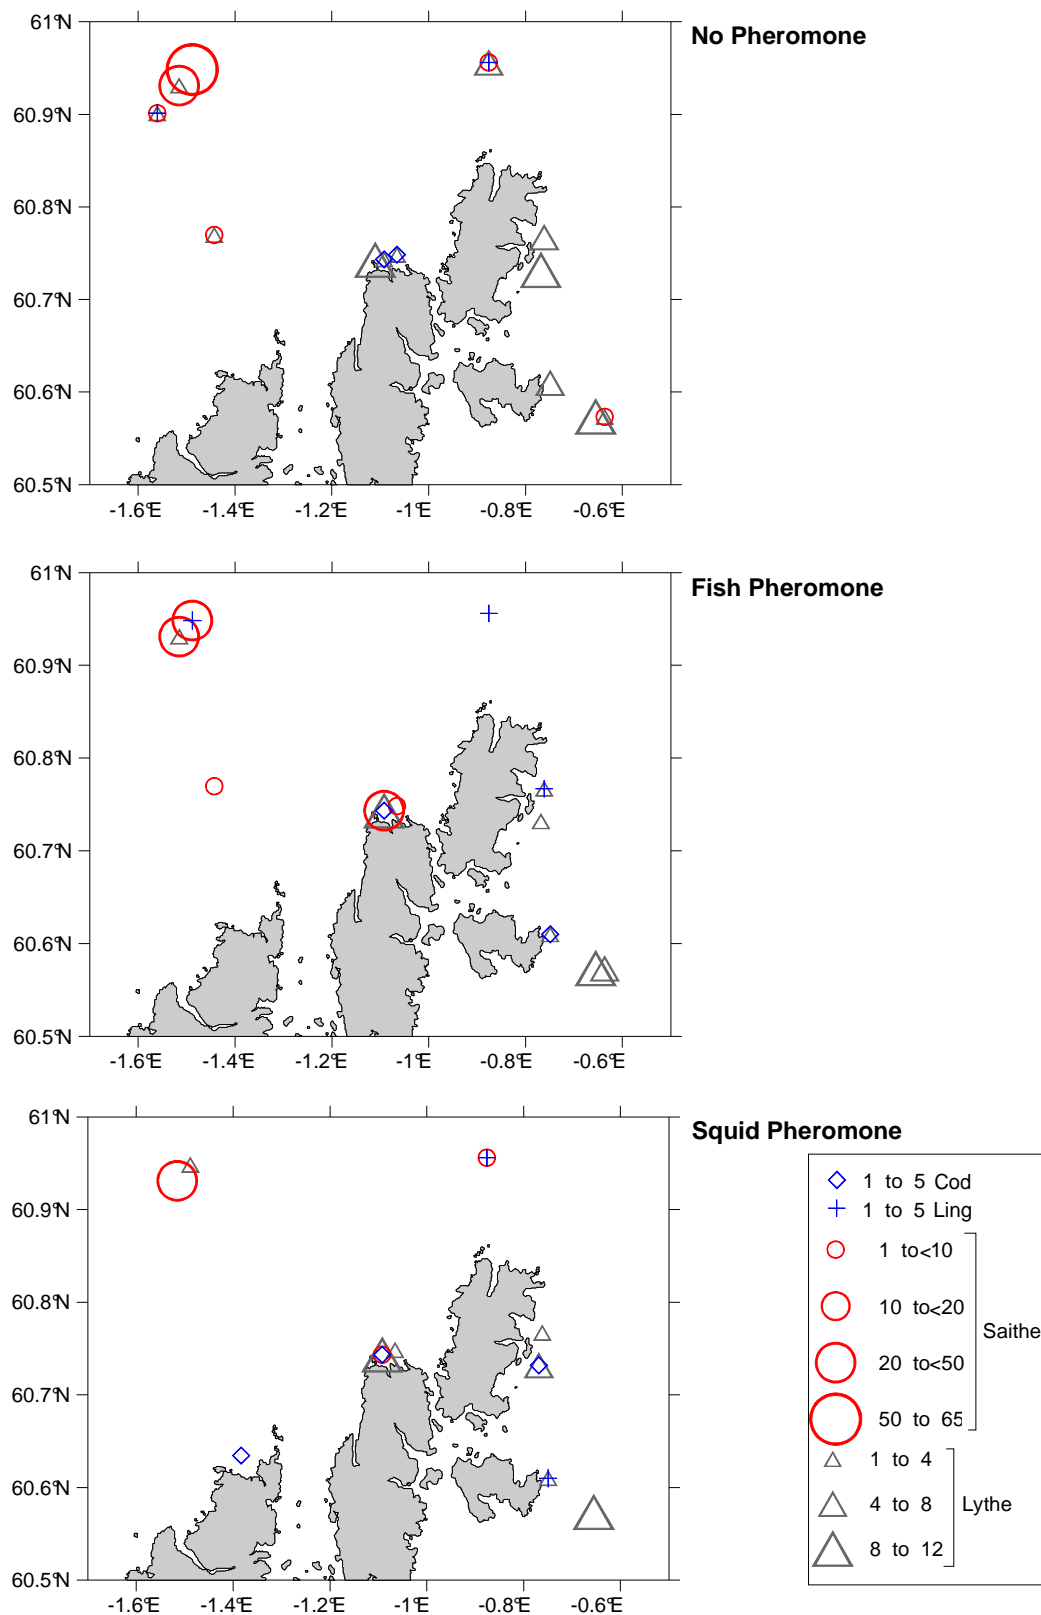 No Pheromone
61°N
60.9°N
60.8°N
60.7°N
60.6°N
60.5°N
-1.6°E -1.4°E -1.2°E -1°E -0.8°E -0.6°E
Fish Pheromone
61°N
60.9°N
60.8°N
60.7°N
60.6°N
60.5°N
-1.6°E -1.4°E -1.2°E -1°E -0.8°E -0.6°E
Squid Pheromone
61°N
60.9°N
60.8°N
60.7°N
60.6°N
60.5°N
-1.6°E -1.4°E -1.2°E -1°E -0.8°E -0.6°E
1 to 5 Cod
1 to 5 Ling
1 to<10
10 to<20
Saithe
20 to<50
50 to 65
1 to 4
4 to 8
Lythe
8 to 12